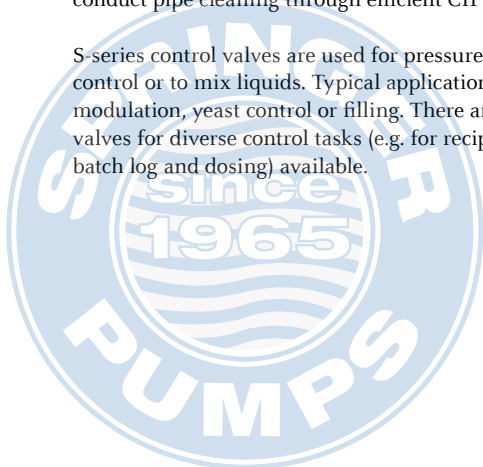 conduct pipe cleaning through efficient CIP
S-series control valves are used for pressure
control or to mix liquids. Typical application
modulation, yeast control or filling. There ar
valves for diverse control tasks (e.g. for recip
batch log and dosing) available.
SPRINGER
since
1965
PUMPS